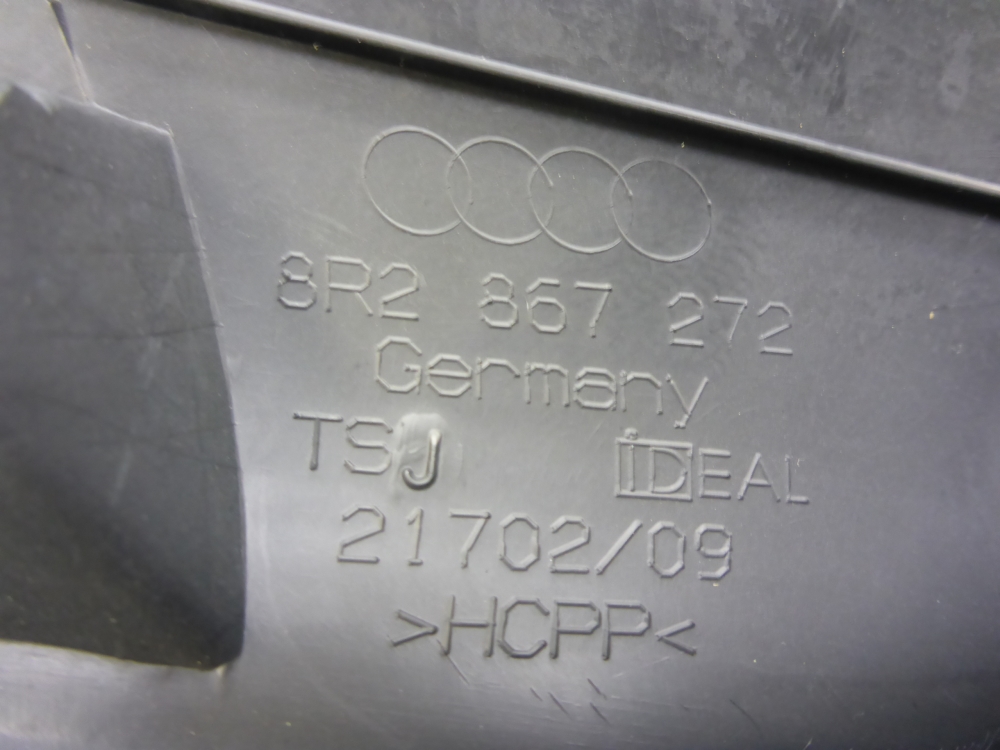 8R2 867 272
Germany
TSJ iDEAL
21702/09
>HCPP<